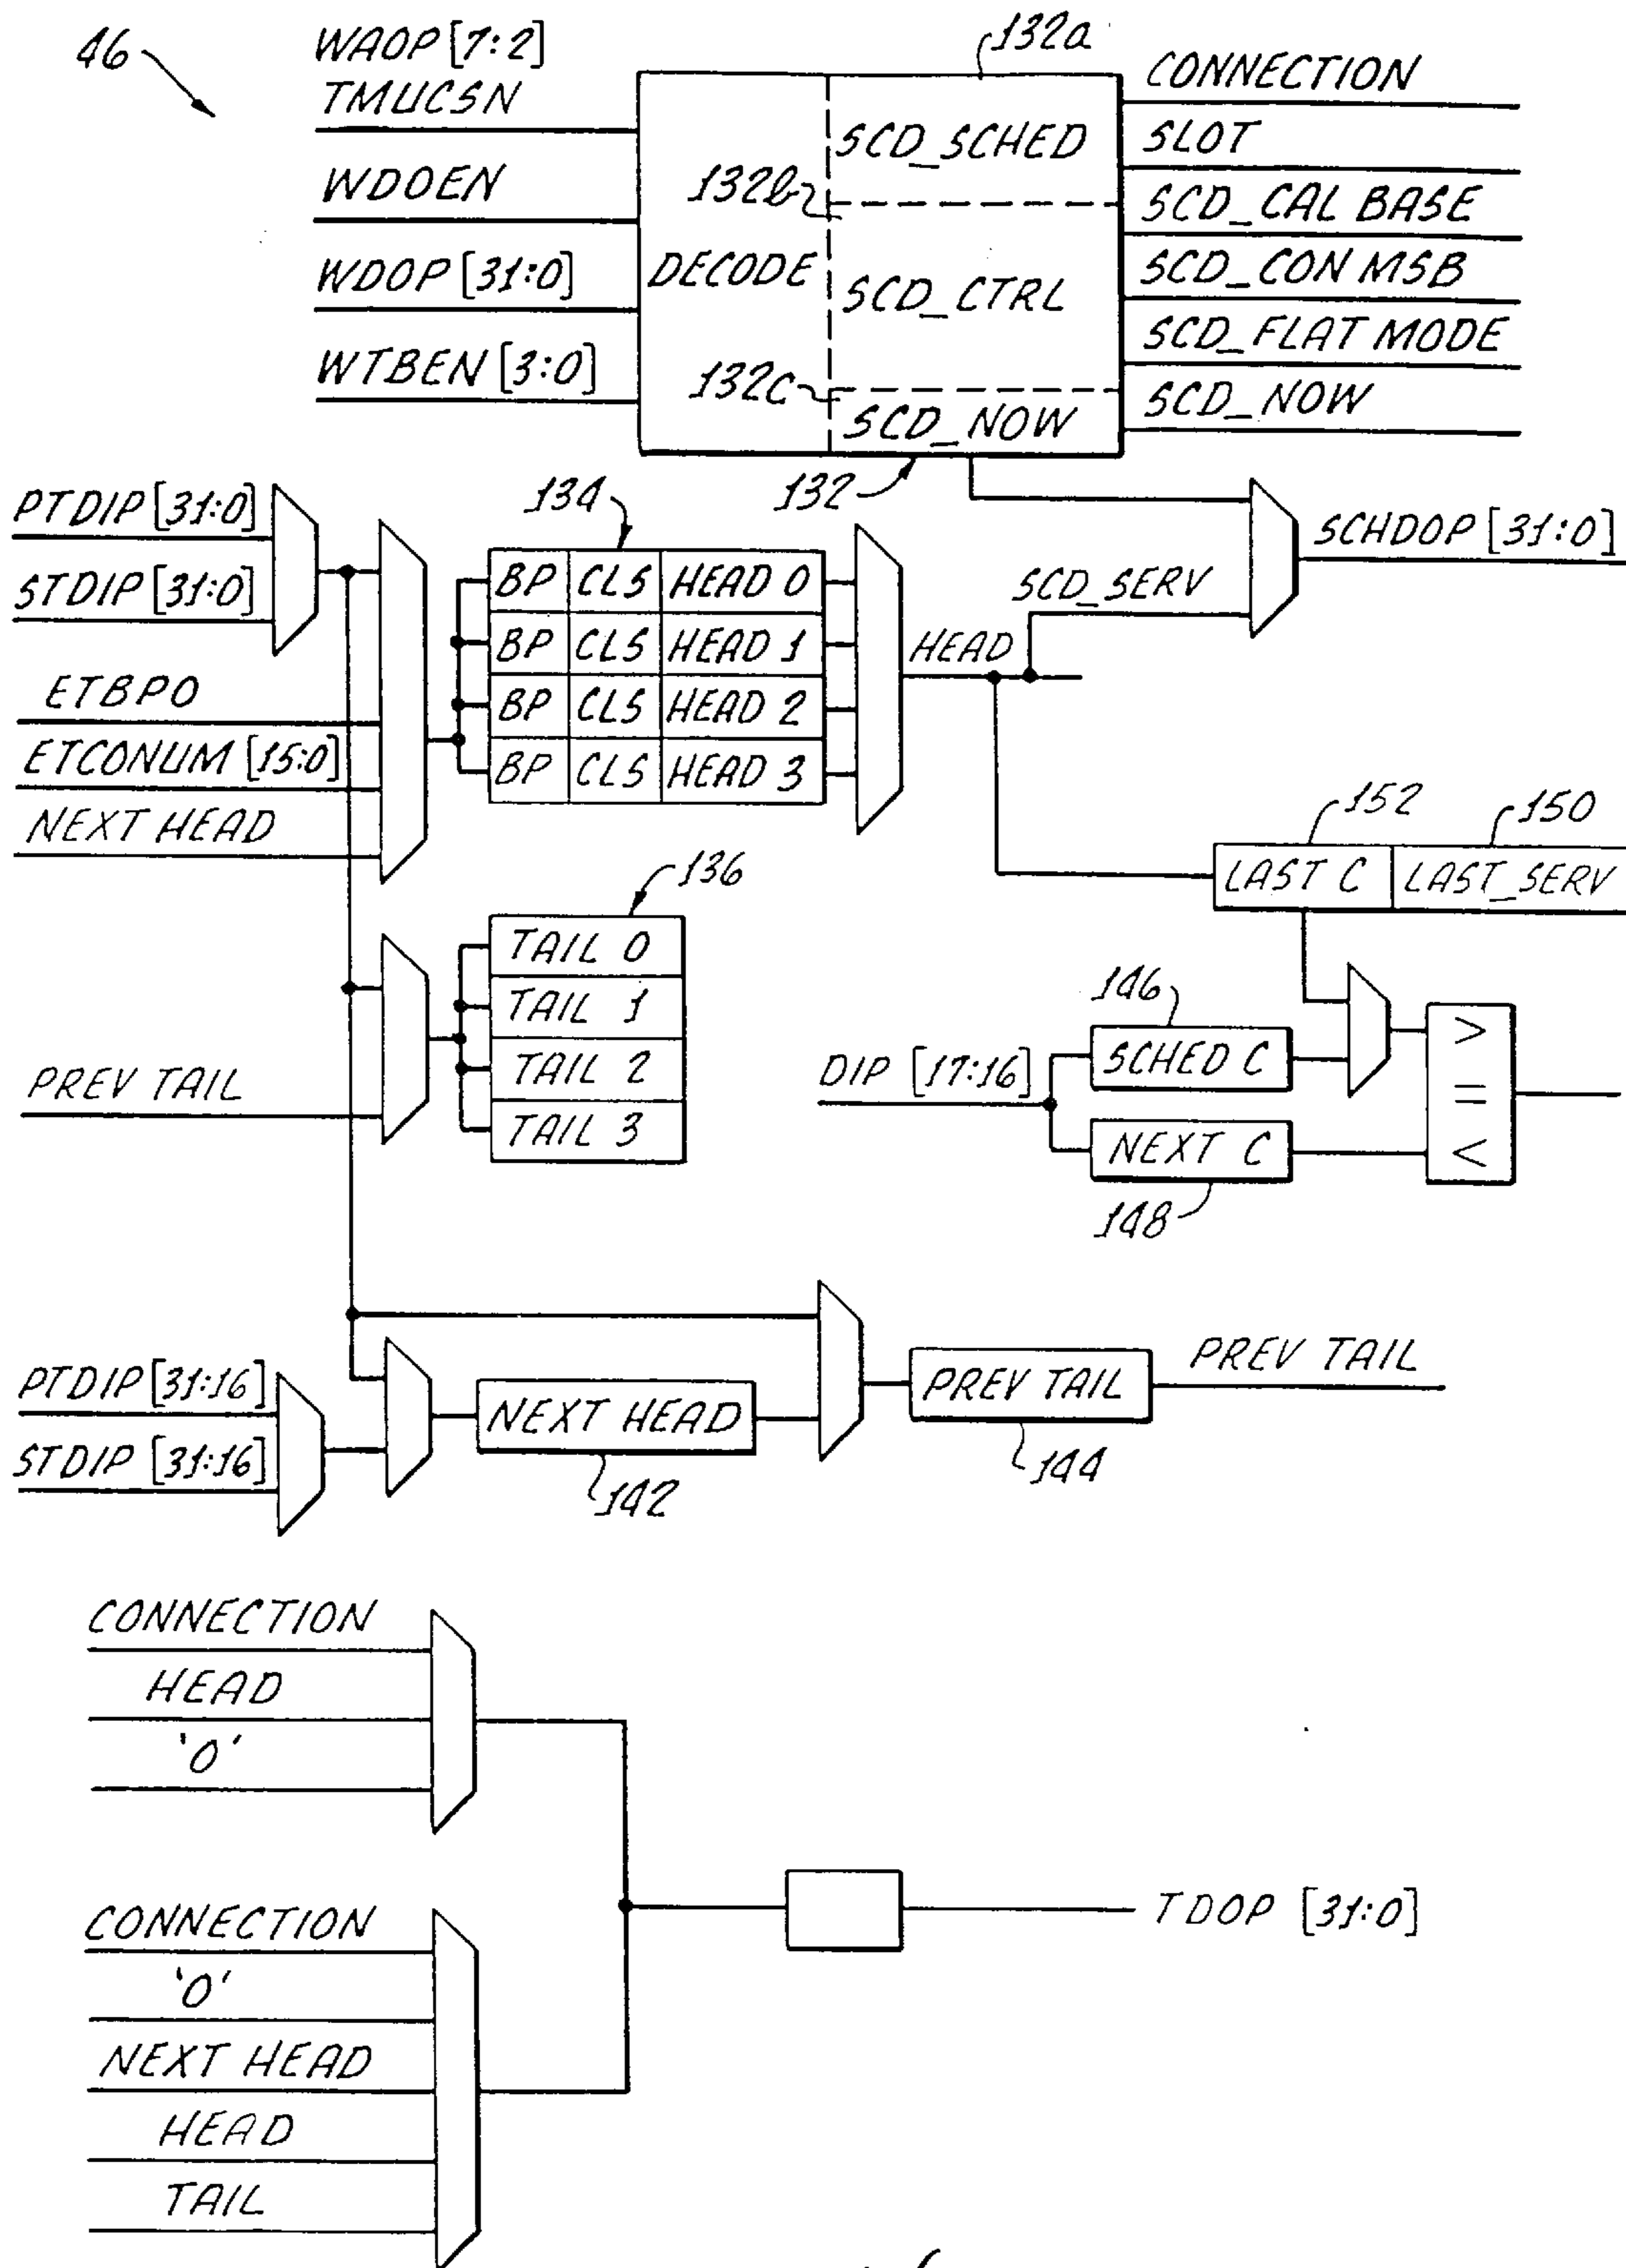 46
WAOP [7:2]
TMUCSN
WDOEN
WDOP [31:0]
WTBEN [3:0]
DECODE
132a
SCD_SCHED
132b
SCD_CTRL
132c
SCD_NOW
132
CONNECTION
SLOT
SCD_CAL BASE
SCD_CON MSB
SCD_FLAT MODE
SCD_NOW
PTDIP [31:0]
STDIP [31:0]
ETBPO
ETCONUM [15:0]
NEXT HEAD
134
BP CLS HEAD 0
BP CLS HEAD 1
BP CLS HEAD 2
BP CLS HEAD 3
HEAD
SCD_SERV
SCHDOP [31:0]
152
150
LAST C
LAST_SERV
136
TAIL 0
TAIL 1
TAIL 2
TAIL 3
PREV TAIL
DIP [17:16]
146
SCHED C
NEXT C
148
>
=
<
PTDIP [31:16]
STDIP [31:16]
NEXT HEAD
142
PREV TAIL
144
PREV TAIL
CONNECTION
HEAD
'0'
CONNECTION
'0'
NEXT HEAD
HEAD
TAIL
TDOP [31:0]